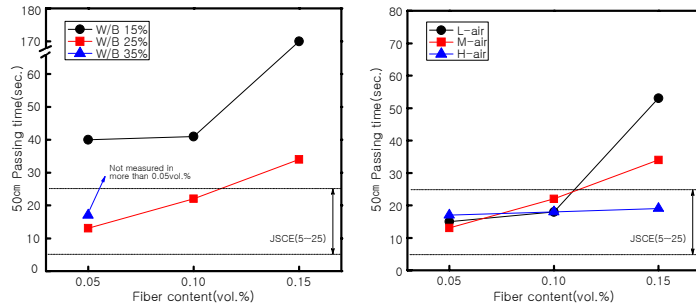 180
170
60
50
40
30
20
10
0
50㎝ Passing time(sec.)
W/B 15%
W/B 25%
W/B 35%
Not measured in
more than 0.05vol.%
JSCE(5-25)
0.05
0.10
0.15
Fiber content(vol.%)
80
70
60
50
40
30
20
10
0
50㎝ Passing time(sec.)
L-air
M-air
H-air
JSCE(5-25)
0.05
0.10
0.15
Fiber content(vol.%)